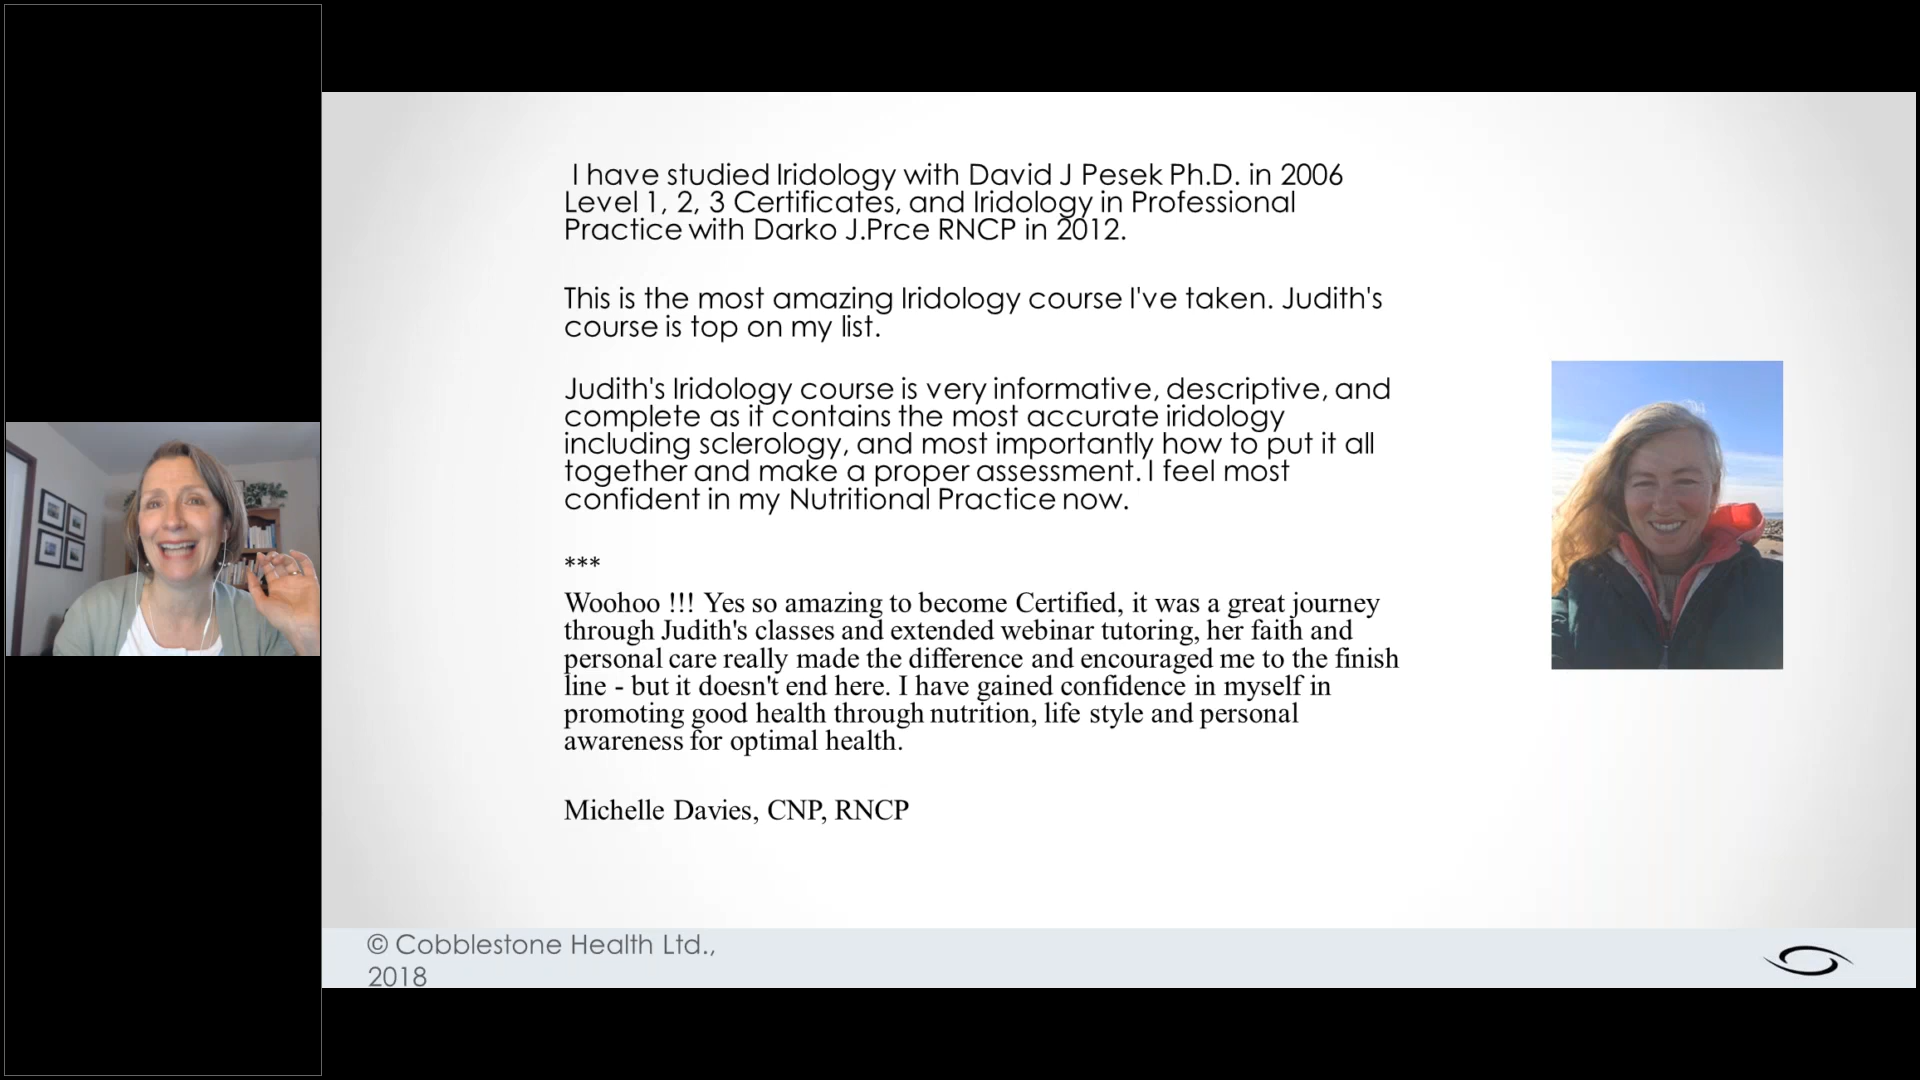 I have studied Iridology with David J Pesek Ph.D. in 2006
Level 1, 2, 3 Certificates, and Iridology in Professional
Practice with Darko J.Prce RNCP in 2012.
This is the most amazing Iridology course I've taken. Judith's
course is top on my list.
Judith's Iridology course is very informative, descriptive, and
complete as it contains the most accurate iridology
including sclerology, and most importantly how to put it all
together and make a proper assessment. I feel most
confident in my Nutritional Practice now.
***
Woohoo !!! Yes so amazing to become Certified, it was a great journey
through Judith's classes and extended webinar tutoring, her faith and
personal care really made the difference and encouraged me to the finish
line - but it doesn't end here. I have gained confidence in myself in
promoting good health through nutrition, life style and personal
awareness for optimal health.
Michelle Davies, CNP, RNCP
© Cobblestone Health Ltd.,
2018